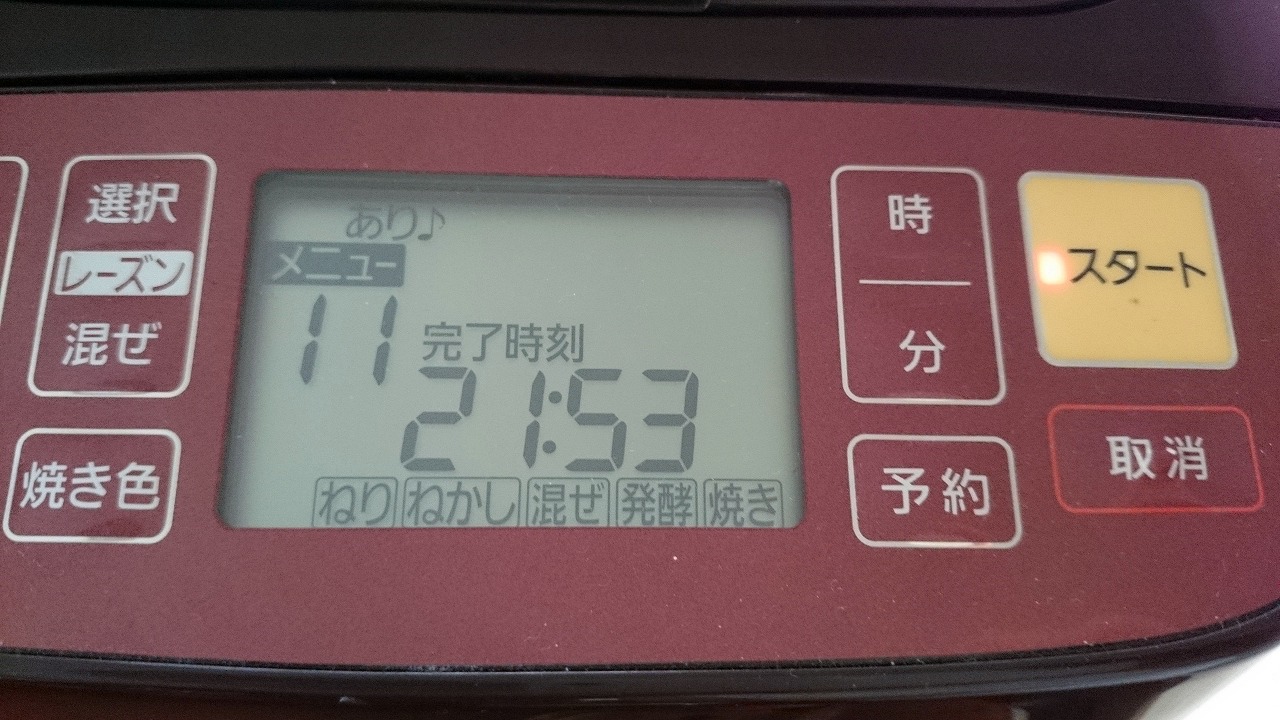 選択
レーズン
混ぜ
焼き色
あり♪
メニュー
11
完了時刻
21:53
ねり ねかし 混ぜ 発酵 焼き
時
分
予約
スタート
取消